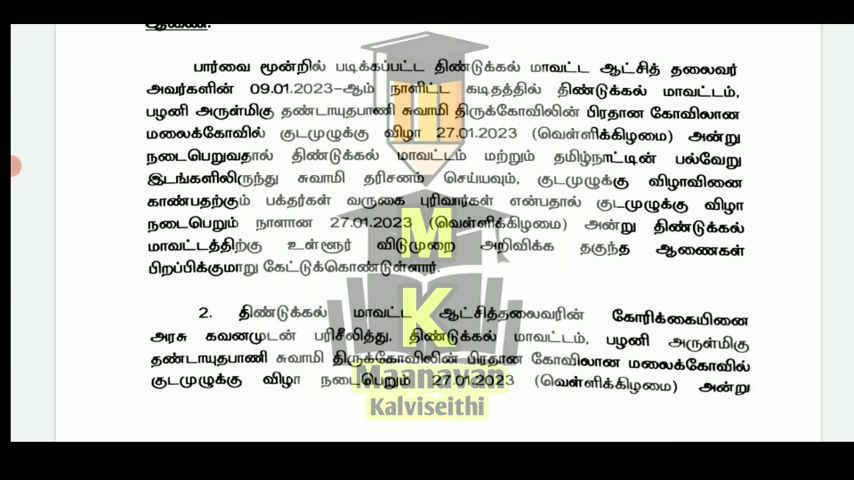 ஆணை:
பார்வை மூன்றில் படிக்கப்பட்ட திண்டுக்கல் மாவட்ட ஆட்சித் தலைவர்
அவர்களின் 09.01.2023-ஆம் நாளிட்ட கடிதத்தில் திண்டுக்கல் மாவட்டம்,
பழனி அருள்மிகு தண்டாயுதபாணி சுவாமி திருக்கோவிலின் பிரதான கோவிலான
மலைக்கோவில் குடமுழுக்கு விழா 27.01.2023 (வெள்ளிக்கிழமை) அன்று
நடைபெறுவதால் திண்டுக்கல் மாவட்டம் மற்றும் தமிழ்நாட்டின் பல்வேறு
இடங்களிலிருந்து சுவாமி தரிசனம் செய்யவும், குடமுழுக்கு விழாவினை
காண்பதற்கும் பக்தர்கள் வருகை புரிவார்கள் என்பதால் குடமுழுக்கு விழா
நடைபெறும் நாளான 27.01.2023 (வெள்ளிக்கிழமை) அன்று திண்டுக்கல்
மாவட்டத்திற்கு உள்ளூர் விடுமுறை அறிவிக்க தகுந்த ஆணைகள்
பிறப்பிக்குமாறு கேட்டுக்கொண்டுள்ளார்.
2. திண்டுக்கல் மாவட்ட ஆட்சித்தலைவரின் கோரிக்கையினை
அரசு கவனமுடன் பரிசீலித்து, திண்டுக்கல் மாவட்டம், பழனி அருள்மிகு
தண்டாயுதபாணி சுவாமி திருக்கோவிலின் பிரதான கோவிலான மலைக்கோவில்
குடமுழுக்கு விழா நடைபெறும் 27.01.2023 (வெள்ளிக்கிழமை) அன்று
M
K
Maanavan
Kalviseithi